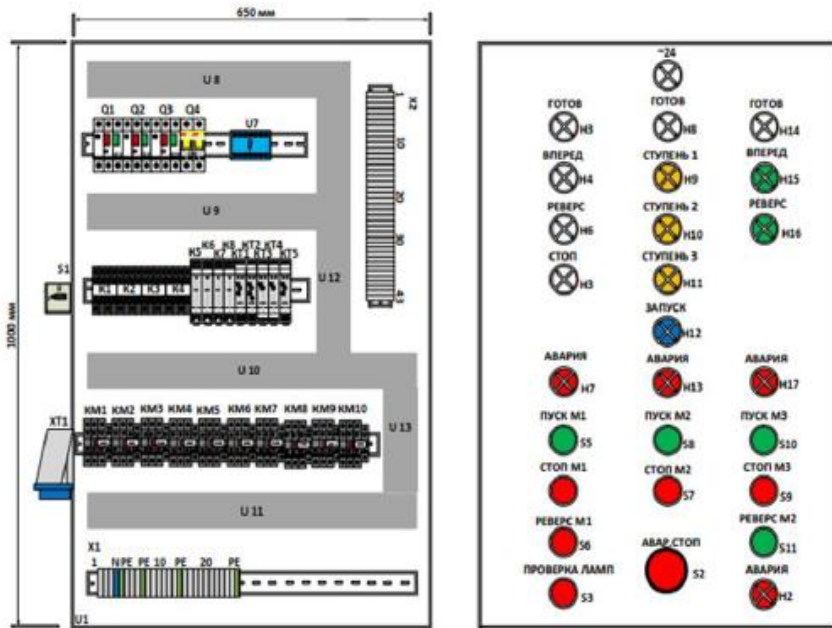 650 мм
1000 мм
U 8
Q1 Q2 Q3 Q4
U7
X2
1
10
20
30
43
U 9
K5 K6 K7 K8 KT1 KT2 KT3 KT4 KT5
S1
K1 K2 K3 K4
U 12
U 10
KM1 KM2 KM3 KM4 KM5 KM6 KM7 KM8 KM9 KM10
XT1
U 13
U 11
X1
1 N PE PE 10 PE 20 PE
U1
~24
ГОТОВ ГОТОВ ГОТОВ
H3 H8 H14
ВПЕРЕД СТУПЕНЬ 1 ВПЕРЕД
H4 H9 H15
РЕВЕРС СТУПЕНЬ 2 РЕВЕРС
H6 H10 H16
СТОП СТУПЕНЬ 3
H3 H11
ЗАПУСК
H12
АВАРИЯ АВАРИЯ АВАРИЯ
H7 H13 H17
ПУСК М1 ПУСК М2 ПУСК М3
S5 S8 S10
СТОП М1 СТОП М2 СТОП М3
S7 S9
РЕВЕРС М1 АВАР.СТОП РЕВЕРС М2
S6 S2 S11
ПРОВЕРКА ЛАМП АВАРИЯ
S3 H2